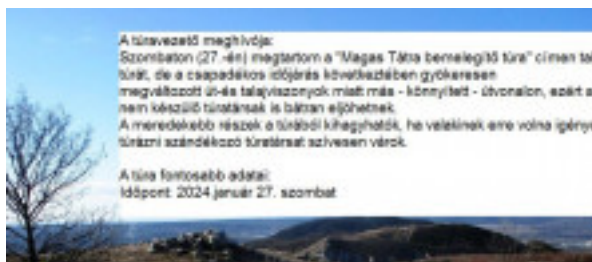 A túravezető meghívója:
Szombaton (27.-én) megtartom a "Magas Tátra bemelegítő túra" címen
túrát, de a csapadékos időjárás következtében gyökeresen
megváltozott út-és talajviszonyok miatt más - könnyített - útvonalon, ezért a
nem készülő túratársak is bátran eljöhetnek.
A meredekebb részek a túrából kihagyhatók, ha valakinek erre volna
túrázni szándékozó túratársat szívesen várok.
A túra fontosabb adatai:
Időpont: 2024.január 27. szombat